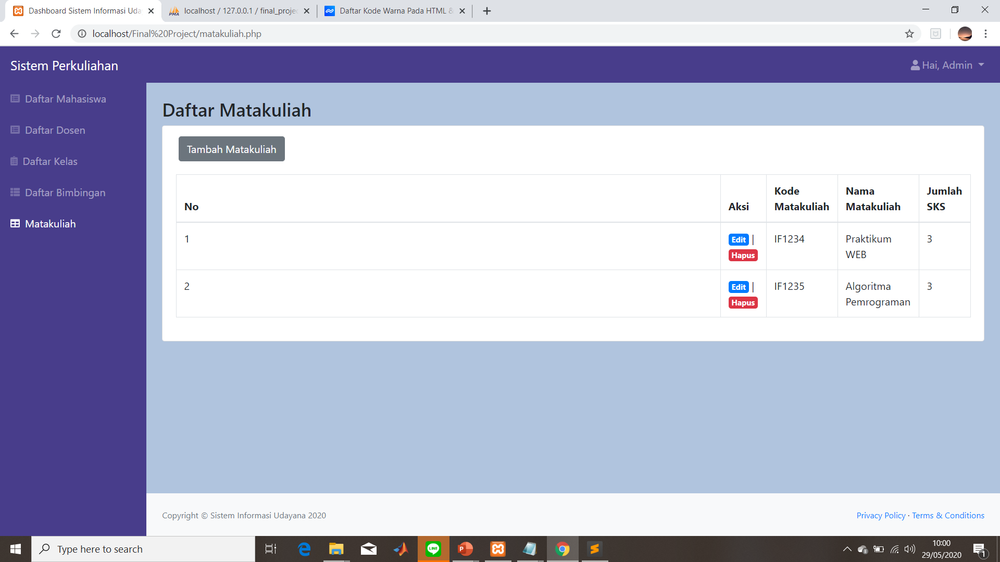 Dashboard Sistem Informasi Uda
localhost / 127.0.0.1 / final_proje
Daftar Kode Warna Pada HTML &
localhost/Final%20Project/matakuliah.php
Sistem Perkuliahan
Hai, Admin
Daftar Mahasiswa
Daftar Dosen
Daftar Kelas
Daftar Bimbingan
Matakuliah
Daftar Matakuliah
Tambah Matakuliah
No
Aksi
Kode
Matakuliah
Nama
Matakuliah
Jumlah
SKS
1
Edit |
Hapus
IF1234
Praktikum
WEB
3
2
Edit |
Hapus
IF1235
Algoritma
Pemrograman
3
Copyright © Sistem Informasi Udayana 2020
Privacy Policy · Terms & Conditions
Type here to search
LINE
10:00
29/05/2020
1